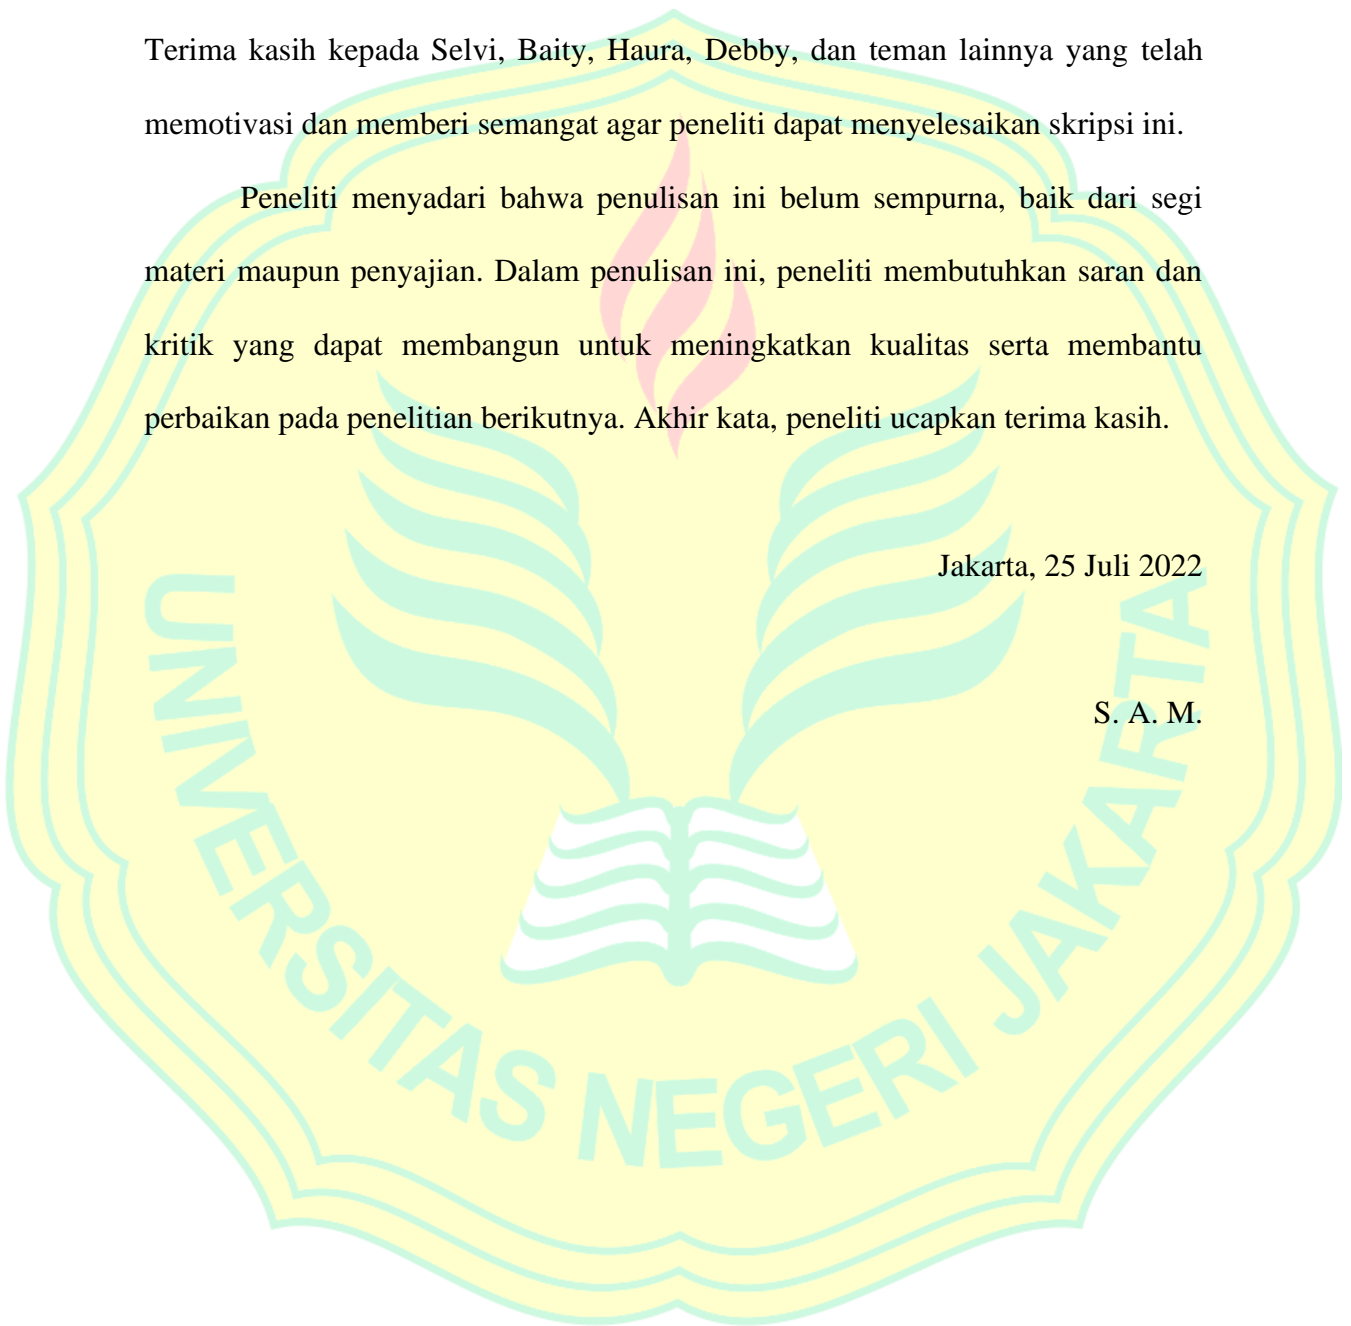 Terima kasih kepada Selvi, Baity, Haura, Debby, dan teman lainnya yang telah
memotivasi dan memberi semangat agar peneliti dapat menyelesaikan skripsi ini.
Peneliti menyadari bahwa penulisan ini belum sempurna, baik dari segi
materi maupun penyajian. Dalam penulisan ini, peneliti membutuhkan saran dan
kritik yang dapat membangun untuk meningkatkan kualitas serta membantu
perbaikan pada penelitian berikutnya. Akhir kata, peneliti ucapkan terima kasih.
Jakarta, 25 Juli 2022
S. A. M.
UNIVERSITAS NEGERI JAKARTA